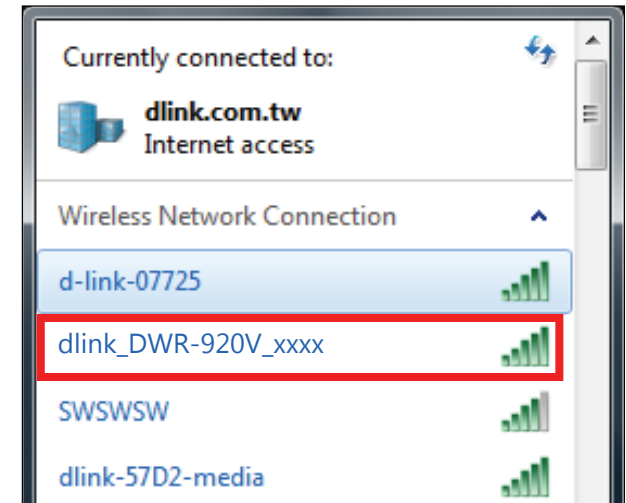 Currently connected to:
dlink.com.tw
Internet access
Wireless Network Connection
d-link-07725
dlink_DWR-920V_xxxx
SWSWSW
dlink-57D2-media